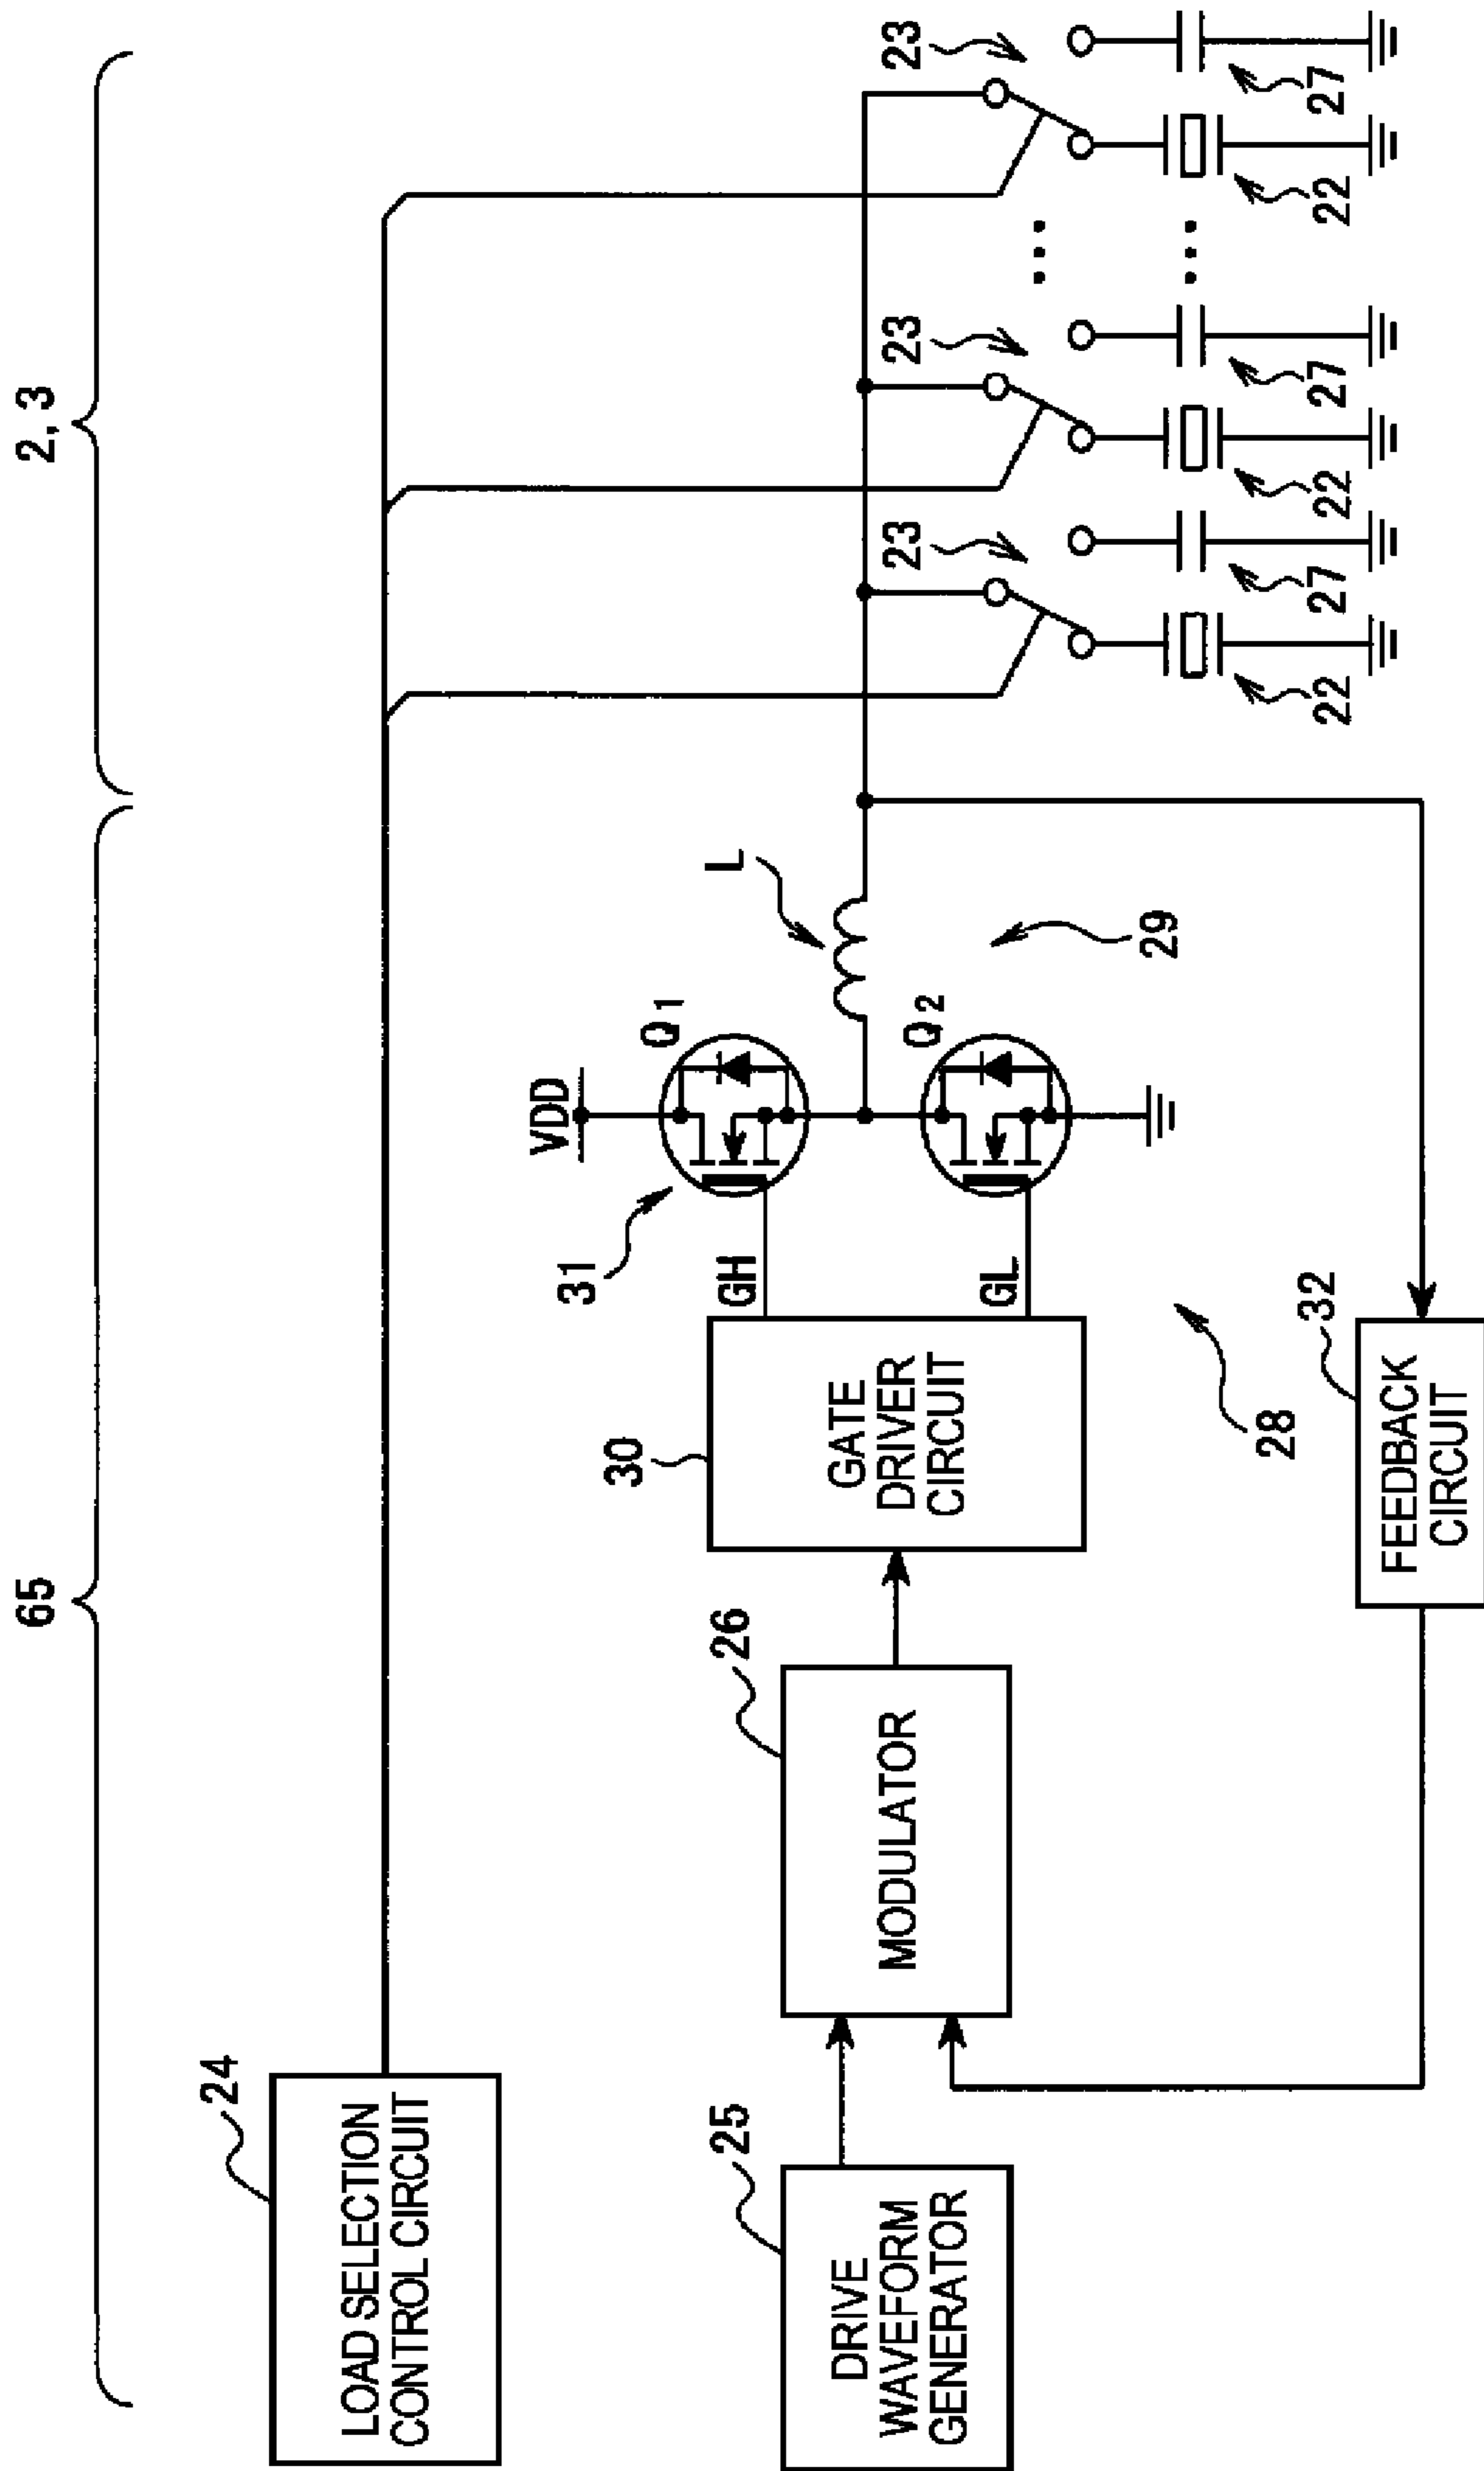 65
2, 3
24
LOAD SELECTION
CONTROL CIRCUIT
25
DRIVE
WAVEFORM
GENERATOR
26
MODULATOR
30
GATE
DRIVER
CIRCUIT
GH
GL
31
VDD
Q1
Q2
L
29
28
32
FEEDBACK
CIRCUIT
23
23
23
22
27
22
27
22
27